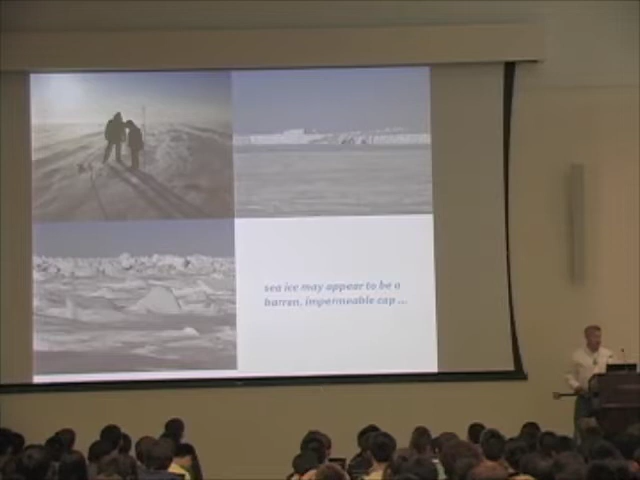 sea ice may appear to be a
barren, impermeable cap ...